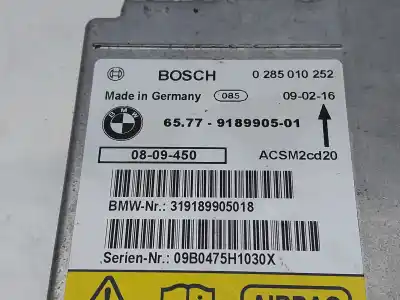 BOSCH 0 285 010 252
Made in Germany 085 09-02-16
BMW 65.77 - 9189905-01
08-09-450 ACSM2cd20
BMW-Nr.: 319189905018
Serien-Nr.: 09B0475H1030X
AIRBAG